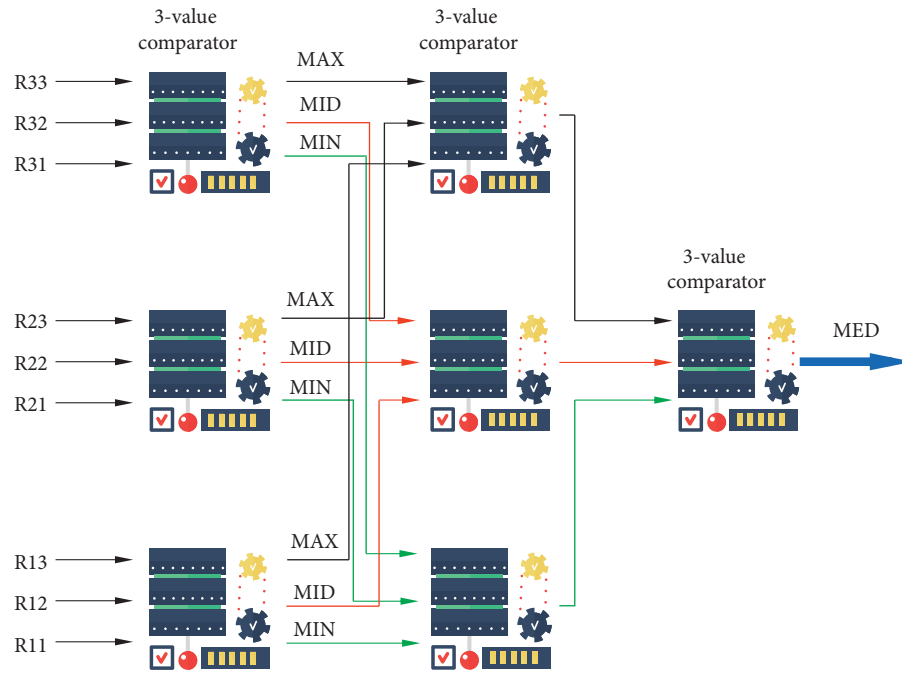 3-value
comparator
3-value
comparator
R33
R32
R31
MAX
MID
MIN
3-value
comparator
R23
R22
R21
MAX
MID
MIN
MED
R13
R12
R11
MAX
MID
MIN